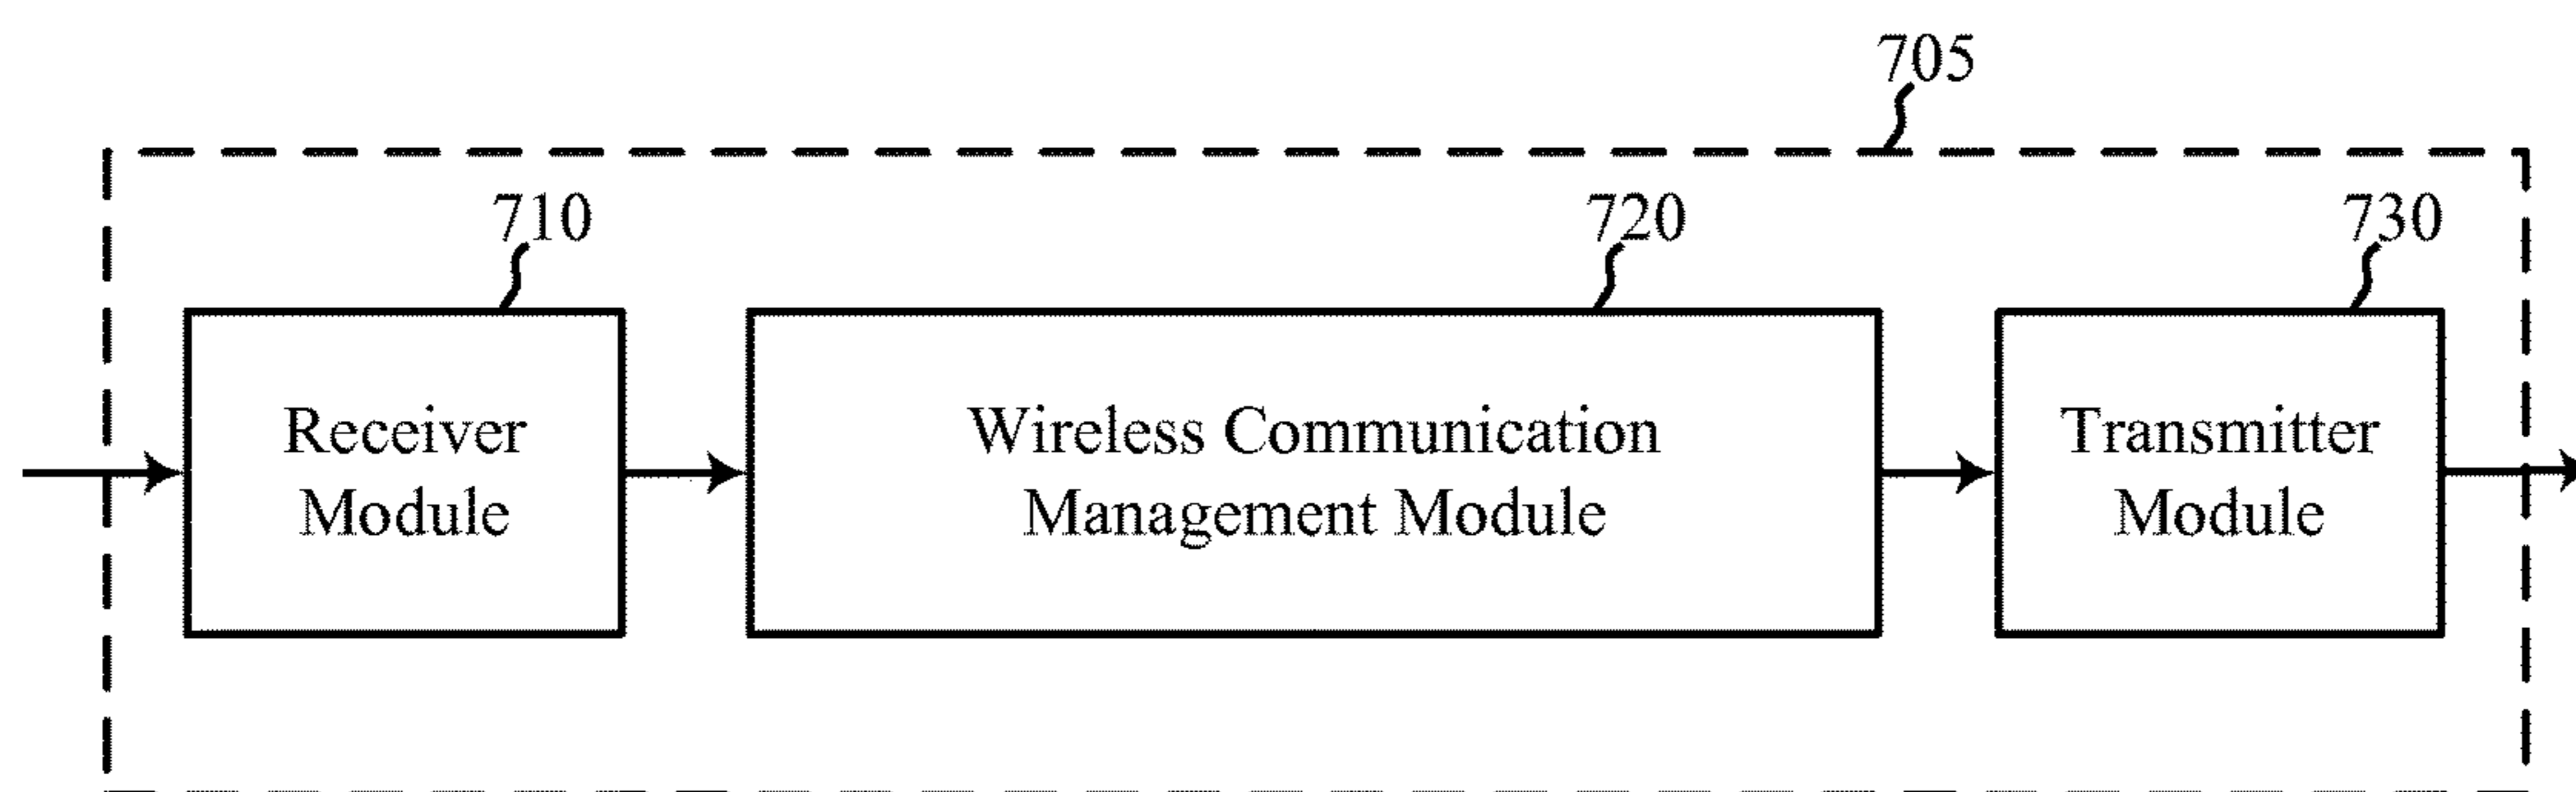 705
710
720
730
Receiver
Module
Wireless Communication
Management Module
Transmitter
Module